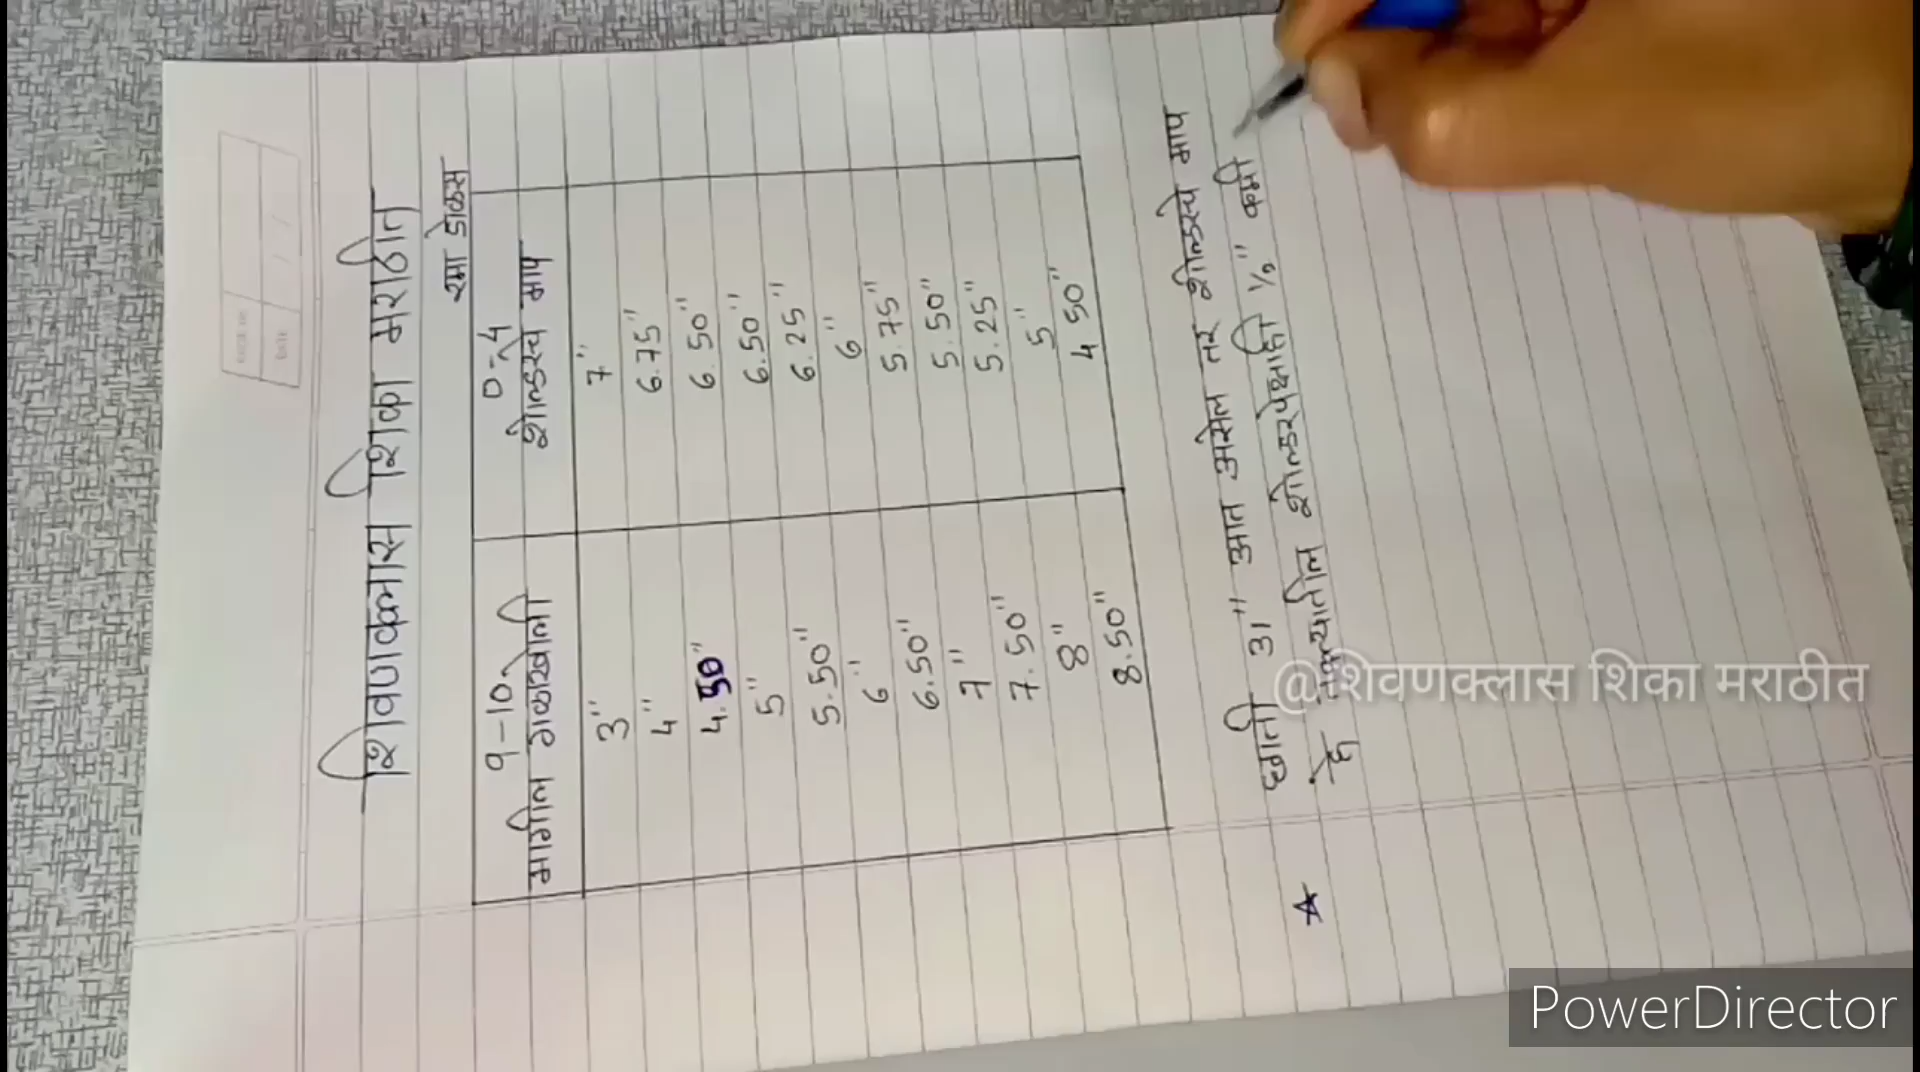 शिवणक्लास शिका मराठीत
रमा डोळस
9-10 0-4
मागील गळाखोली शोल्डरचे माप
3" 7"
4" 6.75"
4.50" 6.50"
5" 6.50"
5.50" 6.25"
6" 6"
6.50" 5.75"
7" 5.50"
7.50" 5.25"
8" 5"
8.50" 4.50"
छाती 31" आत असेल तर शोल्डरचे माप
☆ हे तक्त्यातील शोल्डरपेक्षाही 1/2" कमी
@शिवणक्लास शिका मराठीत
PowerDirector